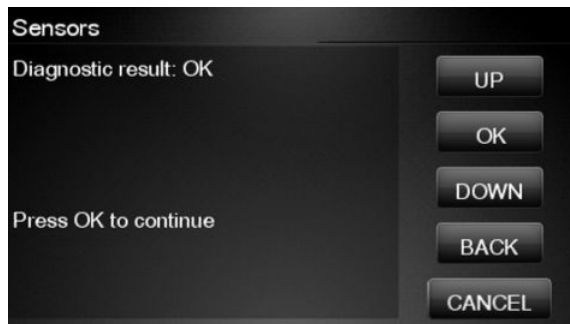 Sensors
Diagnostic result: OK
UP
OK
DOWN
Press OK to continue
BACK
CANCEL